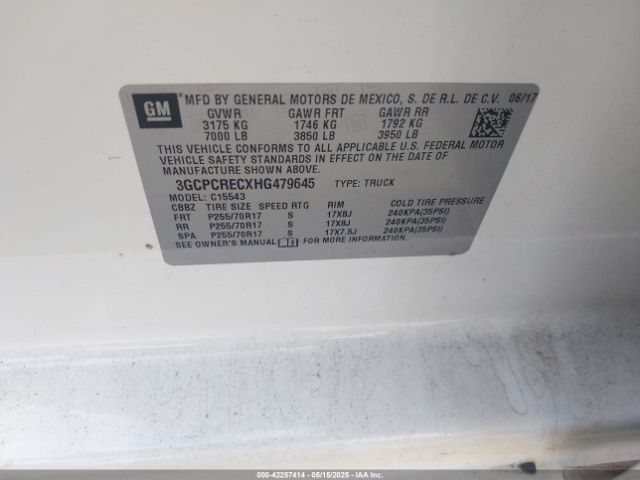 GM
MFD BY GENERAL MOTORS DE MEXICO, S. DE R.L. DE C.V. 06/17
GVWR GAWR FRT GAWR RR
3175 KG 1746 KG 1792 KG
7000 LB 3850 LB 3950 LB
THIS VEHICLE CONFORMS TO ALL APPLICABLE U.S. FEDERAL MOTOR
VEHICLE SAFETY STANDARDS IN EFFECT ON THE DATE OF
MANUFACTURE SHOWN ABOVE.
3GCPCRECXHG479645 TYPE: TRUCK
MODEL: C15543
CBBZ TIRE SIZE SPEED RTG RIM COLD TIRE PRESSURE
FRT P255/70R17 S 17X8J 240KPA(35PSI)
RR P255/70R17 S 17X8J 240KPA(35PSI)
SPA P255/70R17 S 17X7.5J 240KPA(35PSI)
SEE OWNER'S MANUAL FOR MORE INFORMATION.
000-42257414 - 05/15/2025 - IAAI.COM